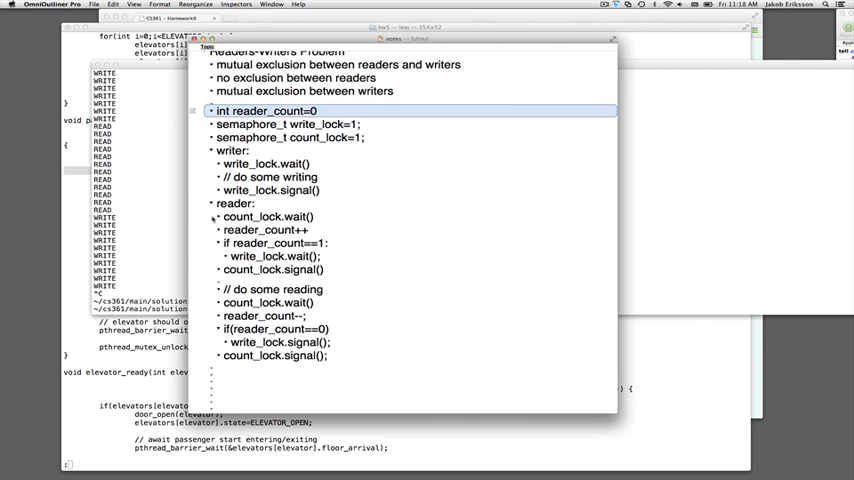 OmniOutliner Pro File Edit Format Reorganize Inspectors Window Help
Fri 11:18 AM Jakob Eriksson
CS361 – Homework9
hw5 — less — 154×52
for(int i=0;i<ELEVATORS
elevators[i]
elevators[i]
}
void
{
notes — Edited
Topic
Readers-Writers Problem
mutual exclusion between readers and writers
no exclusion between readers
mutual exclusion between writers
int reader_count=0
semaphore_t write_lock=1;
semaphore_t count_lock=1;
writer:
write_lock.wait()
// do some writing
write_lock.signal()
reader:
count_lock.wait()
reader_count++
if reader_count==1:
write_lock.wait();
count_lock.signal()
// do some reading
count_lock.wait()
reader_count--;
if(reader_count==0)
write_lock.signal();
count_lock.signal();
WRITE
WRITE
WRITE
WRITE
WRITE
WRITE
WRITE
READ
READ
READ
READ
READ
READ
READ
READ
READ
READ
READ
READ
WRITE
WRITE
WRITE
WRITE
WRITE
WRITE
WRITE
WRITE
WRITE
^C
~/cs361/main/solution
~/cs361/main/solution
// elevator should
pthread_barrier_wait
pthread_mutex_unlock
}
void elevator_ready(int
) {
if(elevators[elevator
door_open(elevator);
elevators[elevator].state=ELEVATOR_OPEN;
// await passenger start entering/exiting
pthread_barrier_wait(&elevators[elevator].floor_arrival);
:
tell